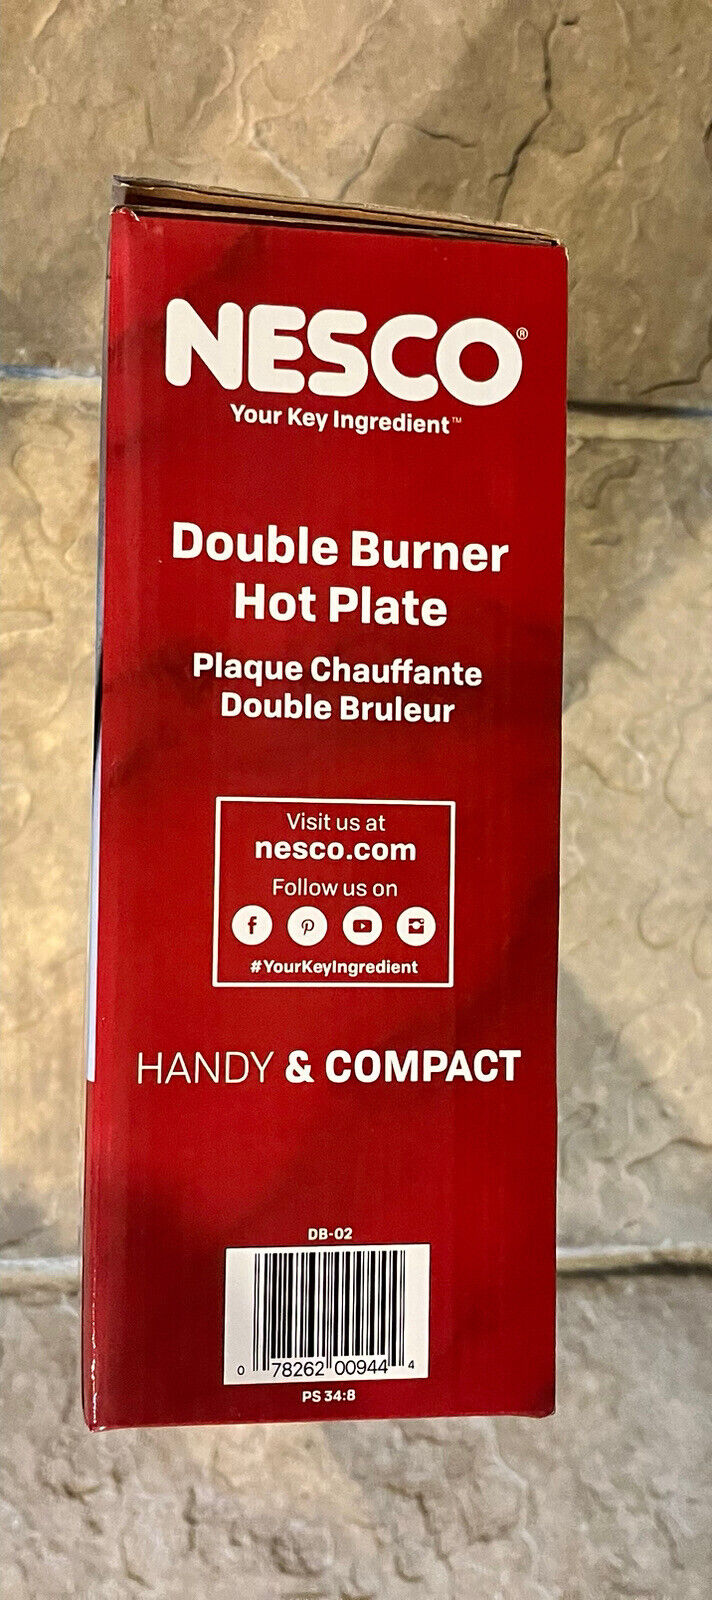 NESCO®
Your Key Ingredient™
Double Burner
Hot Plate
Plaque Chauffante
Double Bruleur
Visit us at
nesco.com
Follow us on
#YourKeyIngredient
HANDY & COMPACT
DB-02
0 78262 00944 4
PS 34:8